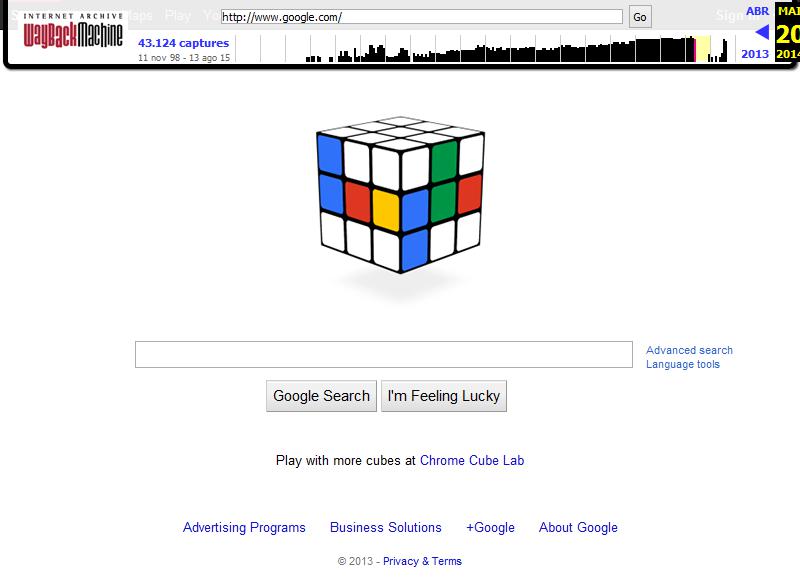 Maps Play
INTERNET ARCHIVE
WayBackMachine
http://www.google.com/
Go
Sign in
ABR
MAI
43.124 captures
11 nov 98 - 13 ago 15
20
2013
2014
Advanced search
Language tools
Google Search
I'm Feeling Lucky
Play with more cubes at Chrome Cube Lab
Advertising Programs Business Solutions +Google About Google
© 2013 - Privacy & Terms